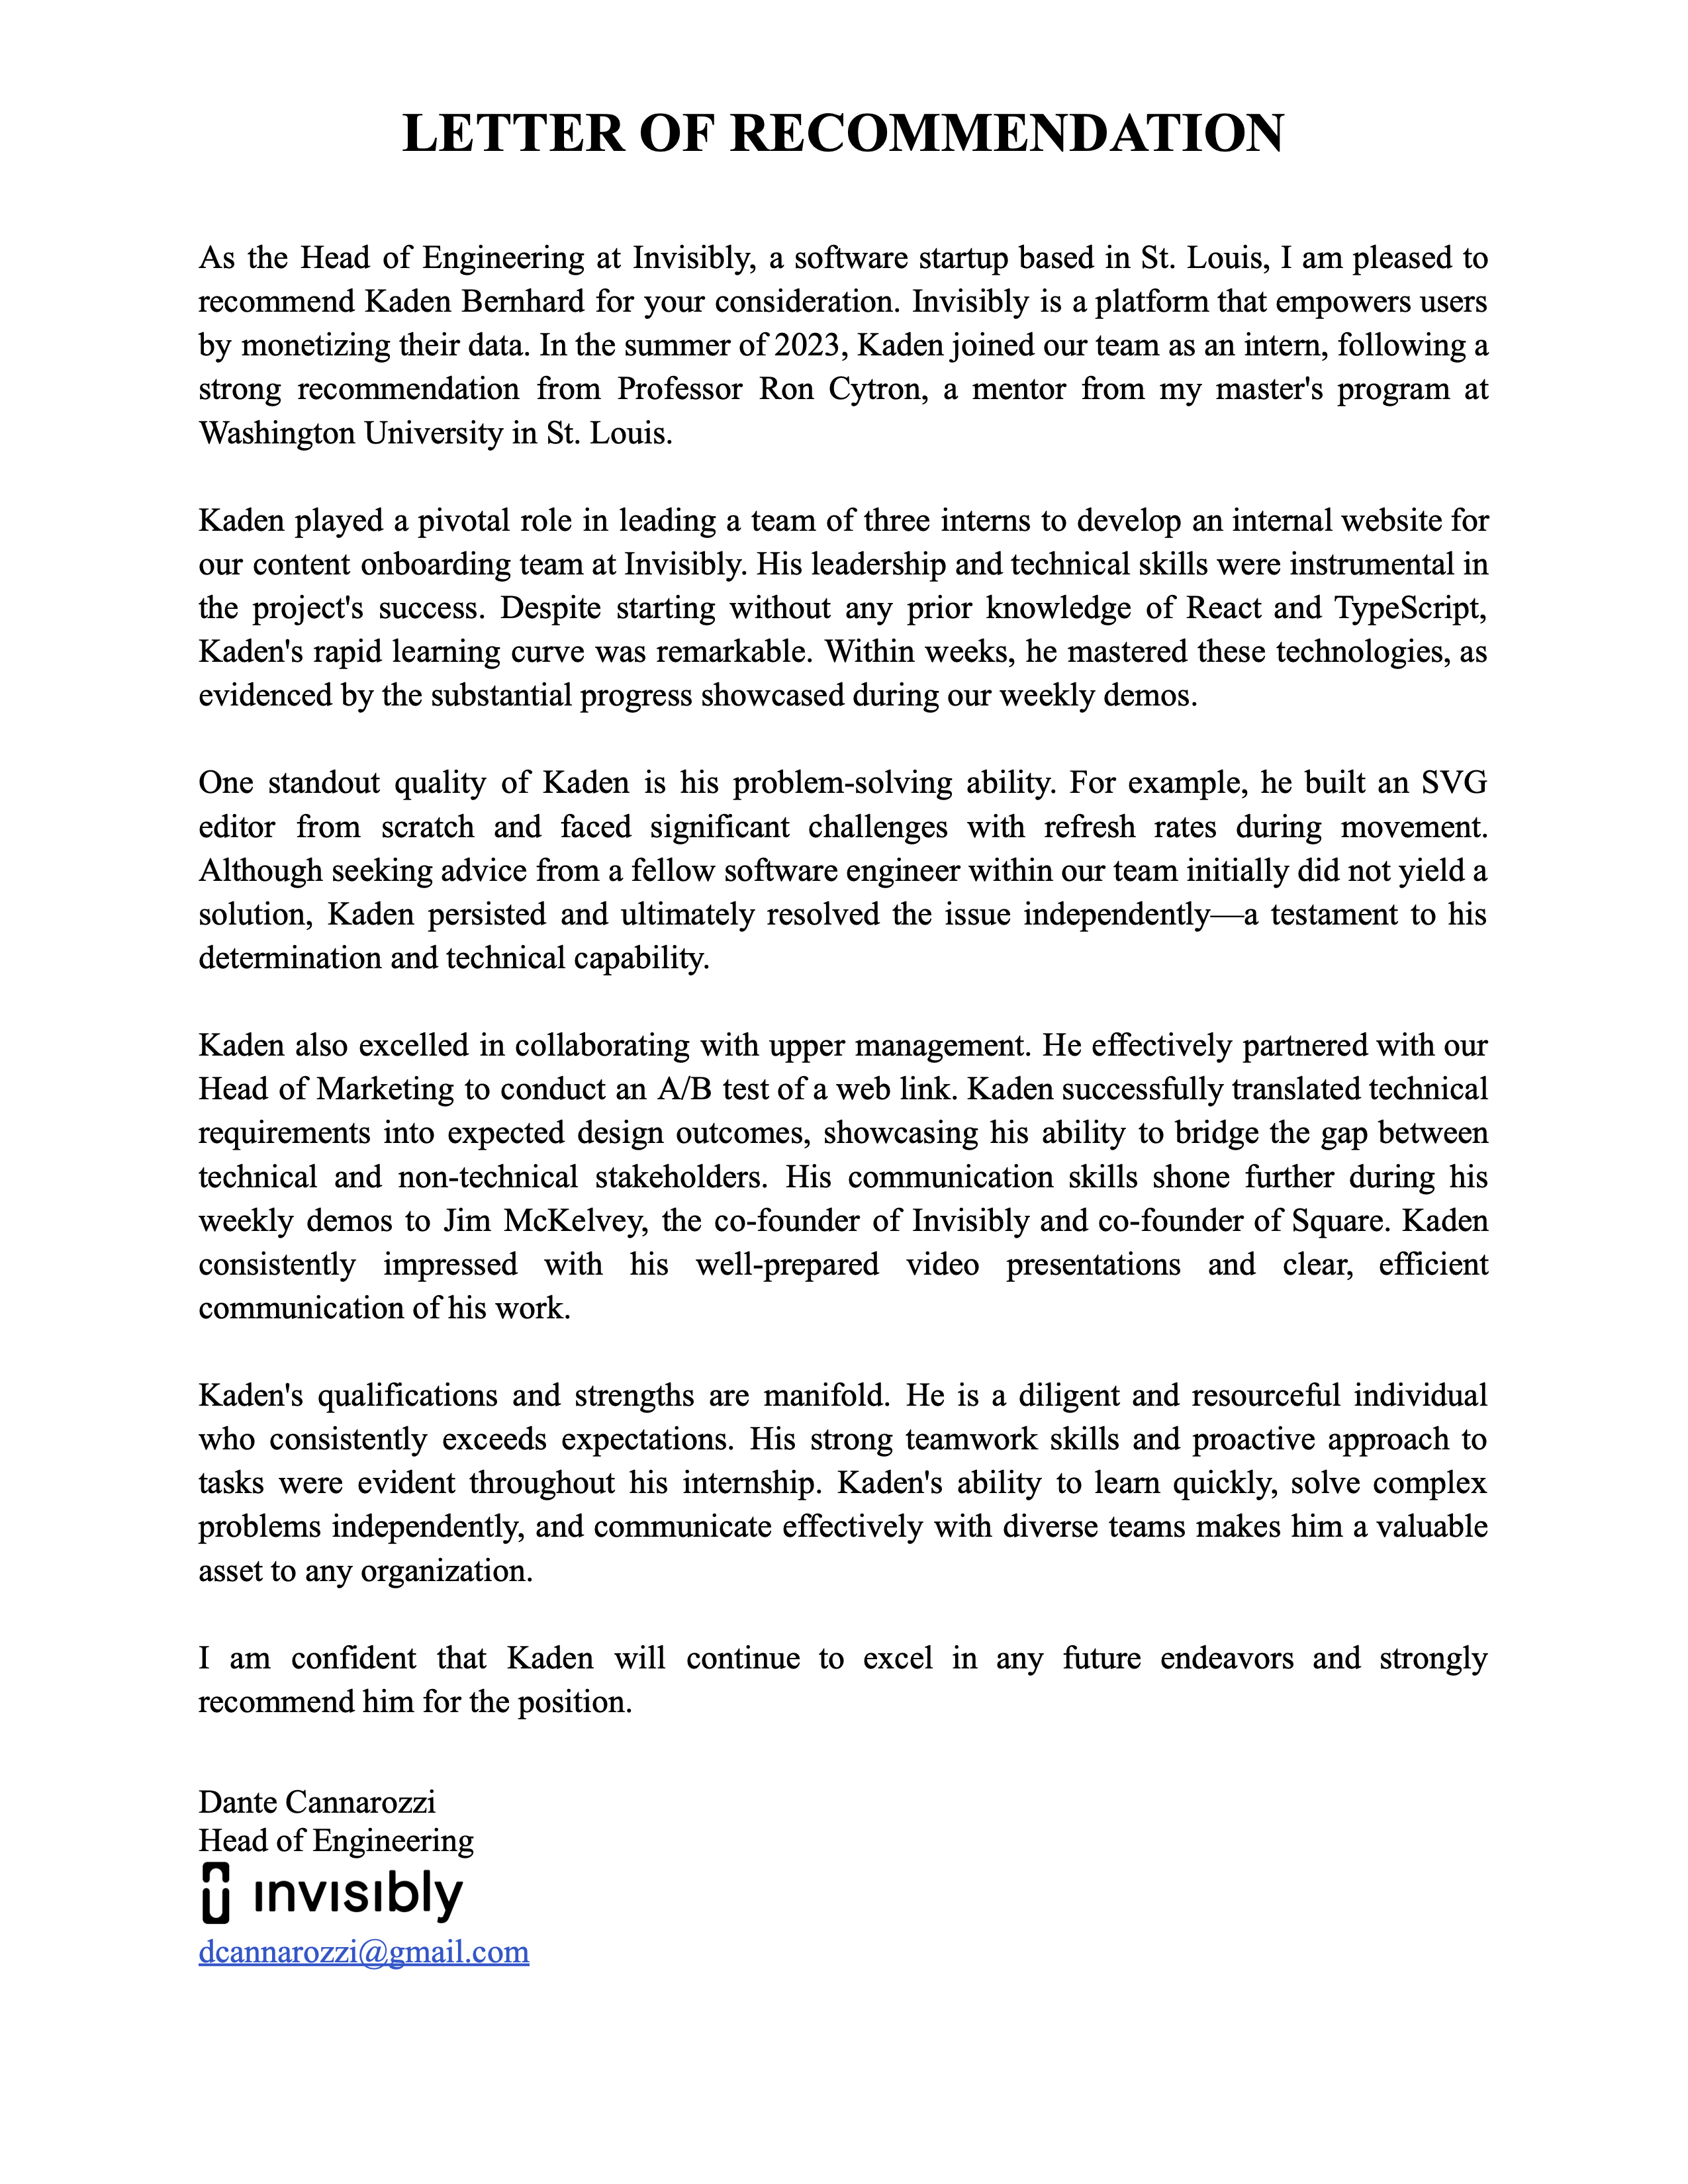 LETTER OF RECOMMENDATION
As the Head of Engineering at Invisibly, a software startup based in St. Louis, I am pleased to
recommend Kaden Bernhard for your consideration. Invisibly is a platform that empowers users
by monetizing their data. In the summer of 2023, Kaden joined our team as an intern, following a
strong recommendation from Professor Ron Cytron, a mentor from my master's program at
Washington University in St. Louis.
Kaden played a pivotal role in leading a team of three interns to develop an internal website for
our content onboarding team at Invisibly. His leadership and technical skills were instrumental in
the project's success. Despite starting without any prior knowledge of React and TypeScript,
Kaden's rapid learning curve was remarkable. Within weeks, he mastered these technologies, as
evidenced by the substantial progress showcased during our weekly demos.
One standout quality of Kaden is his problem-solving ability. For example, he built an SVG
editor from scratch and faced significant challenges with refresh rates during movement.
Although seeking advice from a fellow software engineer within our team initially did not yield a
solution, Kaden persisted and ultimately resolved the issue independently—a testament to his
determination and technical capability.
Kaden also excelled in collaborating with upper management. He effectively partnered with our
Head of Marketing to conduct an A/B test of a web link. Kaden successfully translated technical
requirements into expected design outcomes, showcasing his ability to bridge the gap between
technical and non-technical stakeholders. His communication skills shone further during his
weekly demos to Jim McKelvey, the co-founder of Invisibly and co-founder of Square. Kaden
consistently impressed with his well-prepared video presentations and clear, efficient
communication of his work.
Kaden's qualifications and strengths are manifold. He is a diligent and resourceful individual
who consistently exceeds expectations. His strong teamwork skills and proactive approach to
tasks were evident throughout his internship. Kaden's ability to learn quickly, solve complex
problems independently, and communicate effectively with diverse teams makes him a valuable
asset to any organization.
I am confident that Kaden will continue to excel in any future endeavors and strongly
recommend him for the position.
Dante Cannarozzi
Head of Engineering
invisibly
dcannarozzi@gmail.com